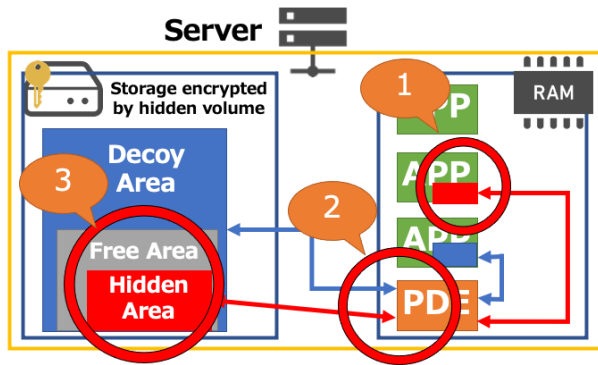 Server
Storage encrypted
by hidden volume
RAM
1
APP
Decoy
Area
3
APP
2
Free Area
APP
Hidden
Area
PDE